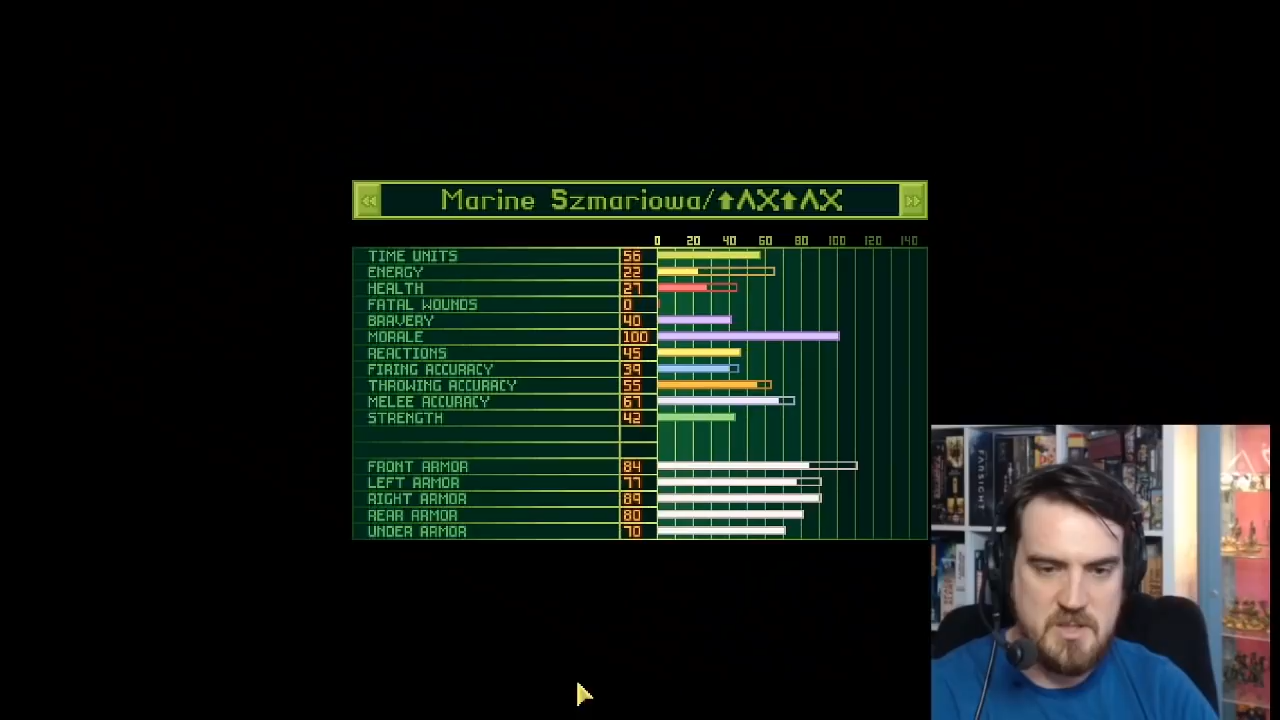 Marine Szmariowa/⬆ΛX⬆ΛX
0 20 40 60 80 100 120 140
TIME UNITS 56
ENERGY 22
HEALTH 27
FATAL WOUNDS 0
BRAVERY 40
MORALE 100
REACTIONS 45
FIRING ACCURACY 39
THROWING ACCURACY 55
MELEE ACCURACY 67
STRENGTH 42
FRONT ARMOR 84
LEFT ARMOR 77
RIGHT ARMOR 89
REAR ARMOR 80
UNDER ARMOR 70